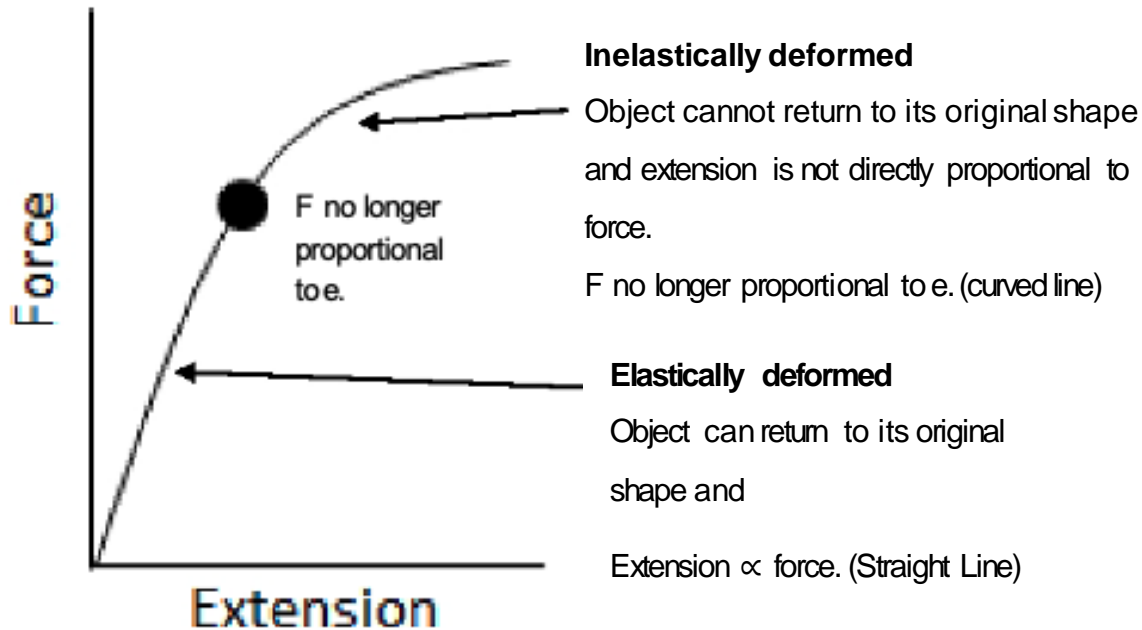 Inelastically deformed
Object cannot return to its original shape
and extension is not directly proportional to
force.
F no longer proportional to e. (curved line)
F no longer
proportional
to e.
Force
Elastically deformed
Object can return to its original
shape and
Extension ∝ force. (Straight Line)
Extension